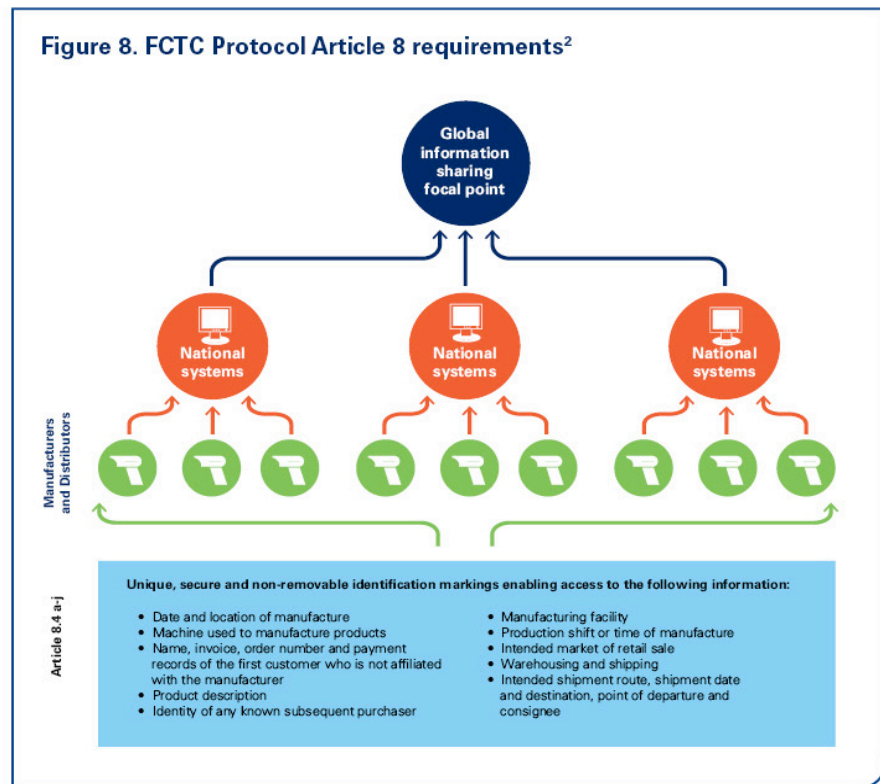 Figure 8. FCTC Protocol Article 8 requirements²
Global
information
sharing
focal point
National
systems
National
systems
National
systems
Manufacturers
and Distributors
Article 8.4 a-j
Unique, secure and non-removable identification markings enabling access to the following information:
• Date and location of manufacture
• Machine used to manufacture products
• Name, invoice, order number and payment
records of the first customer who is not affiliated
with the manufacturer
• Product description
• Identity of any known subsequent purchaser
• Manufacturing facility
• Production shift or time of manufacture
• Intended market of retail sale
• Warehousing and shipping
• Intended shipment route, shipment date
and destination, point of departure and
consignee